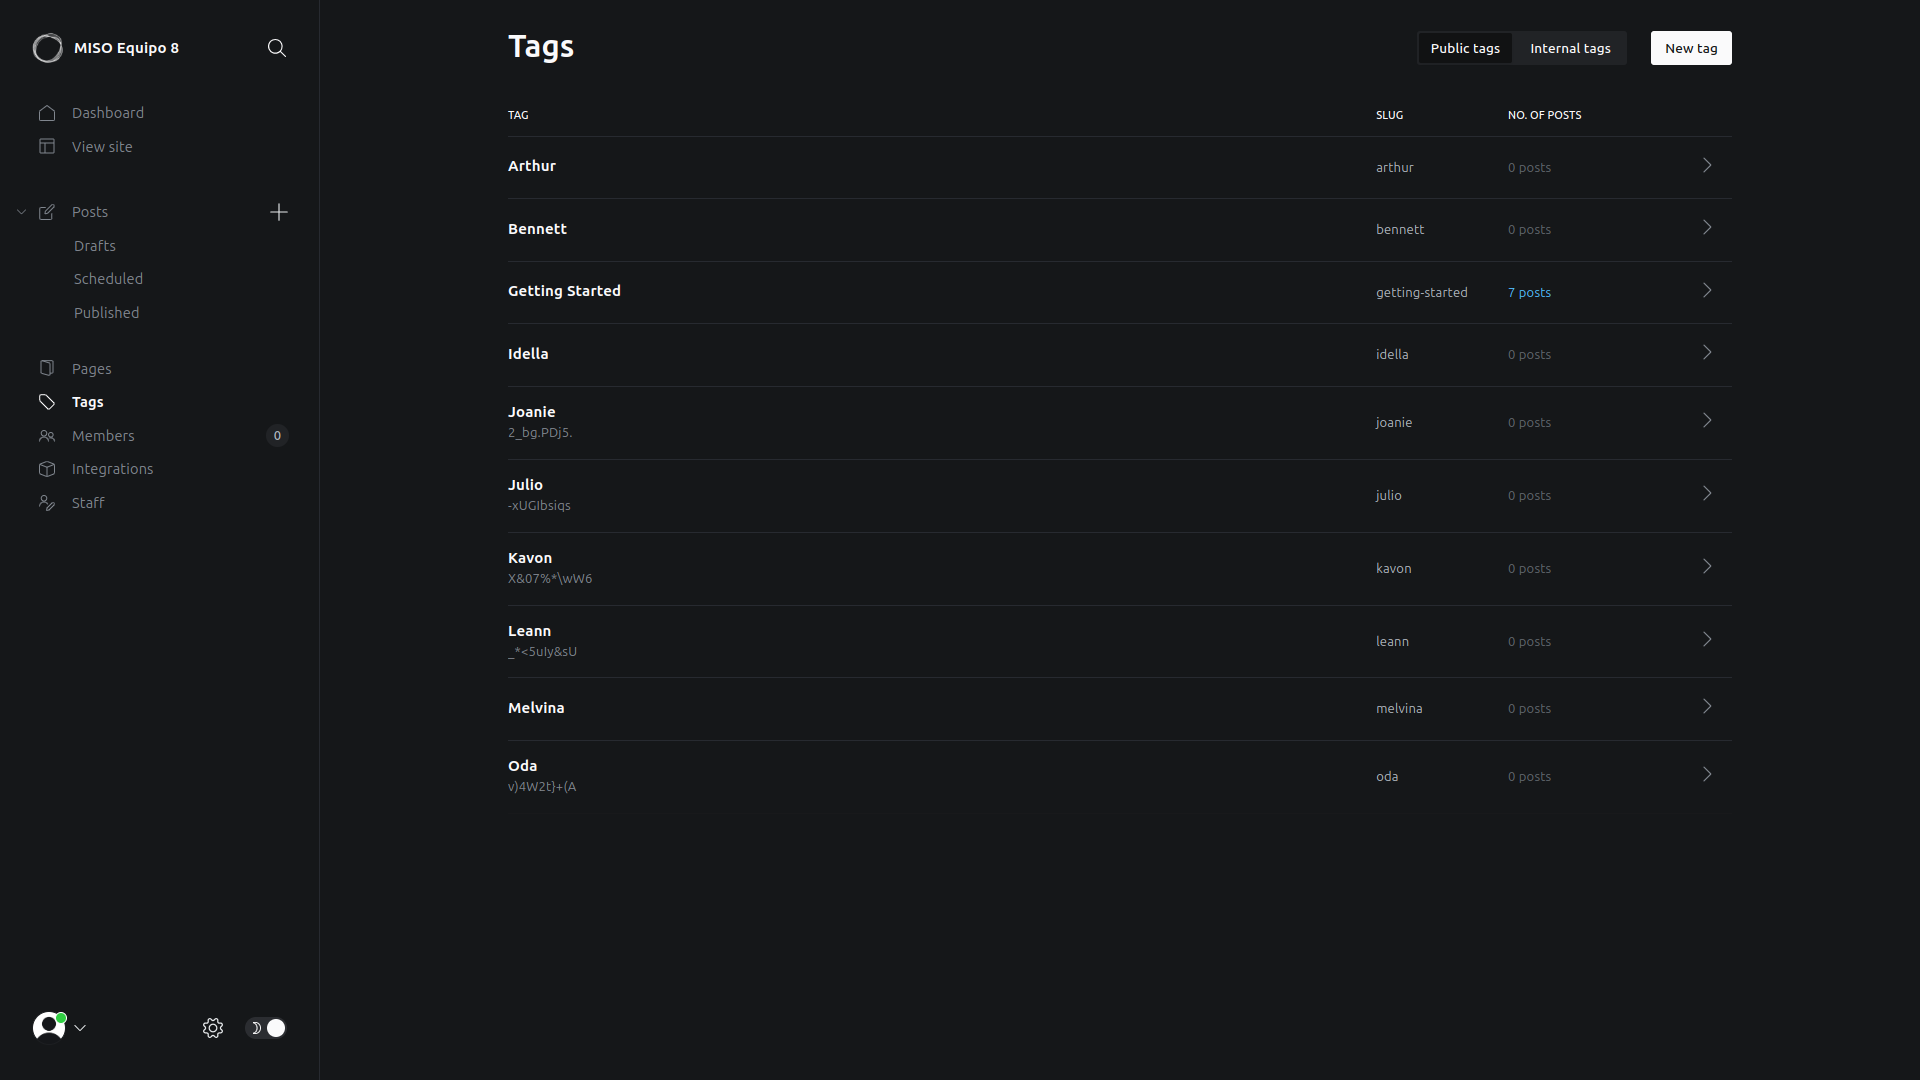 MISO Equipo 8
Dashboard
View site
Posts
Drafts
Scheduled
Published
Pages
Tags
Members 0
Integrations
Staff
Tags
Public tags Internal tags New tag
TAG SLUG NO. OF POSTS
Arthur arthur 0 posts
Bennett bennett 0 posts
Getting Started getting-started 7 posts
Idella idella 0 posts
Joanie joanie 0 posts
2_bg.PDj5.
Julio julio 0 posts
Kavon kavon 0 posts
X&07%*\wW6
Leann leann 0 posts
Melvina melvina 0 posts
Oda oda 0 posts
v)4W2t}+(A